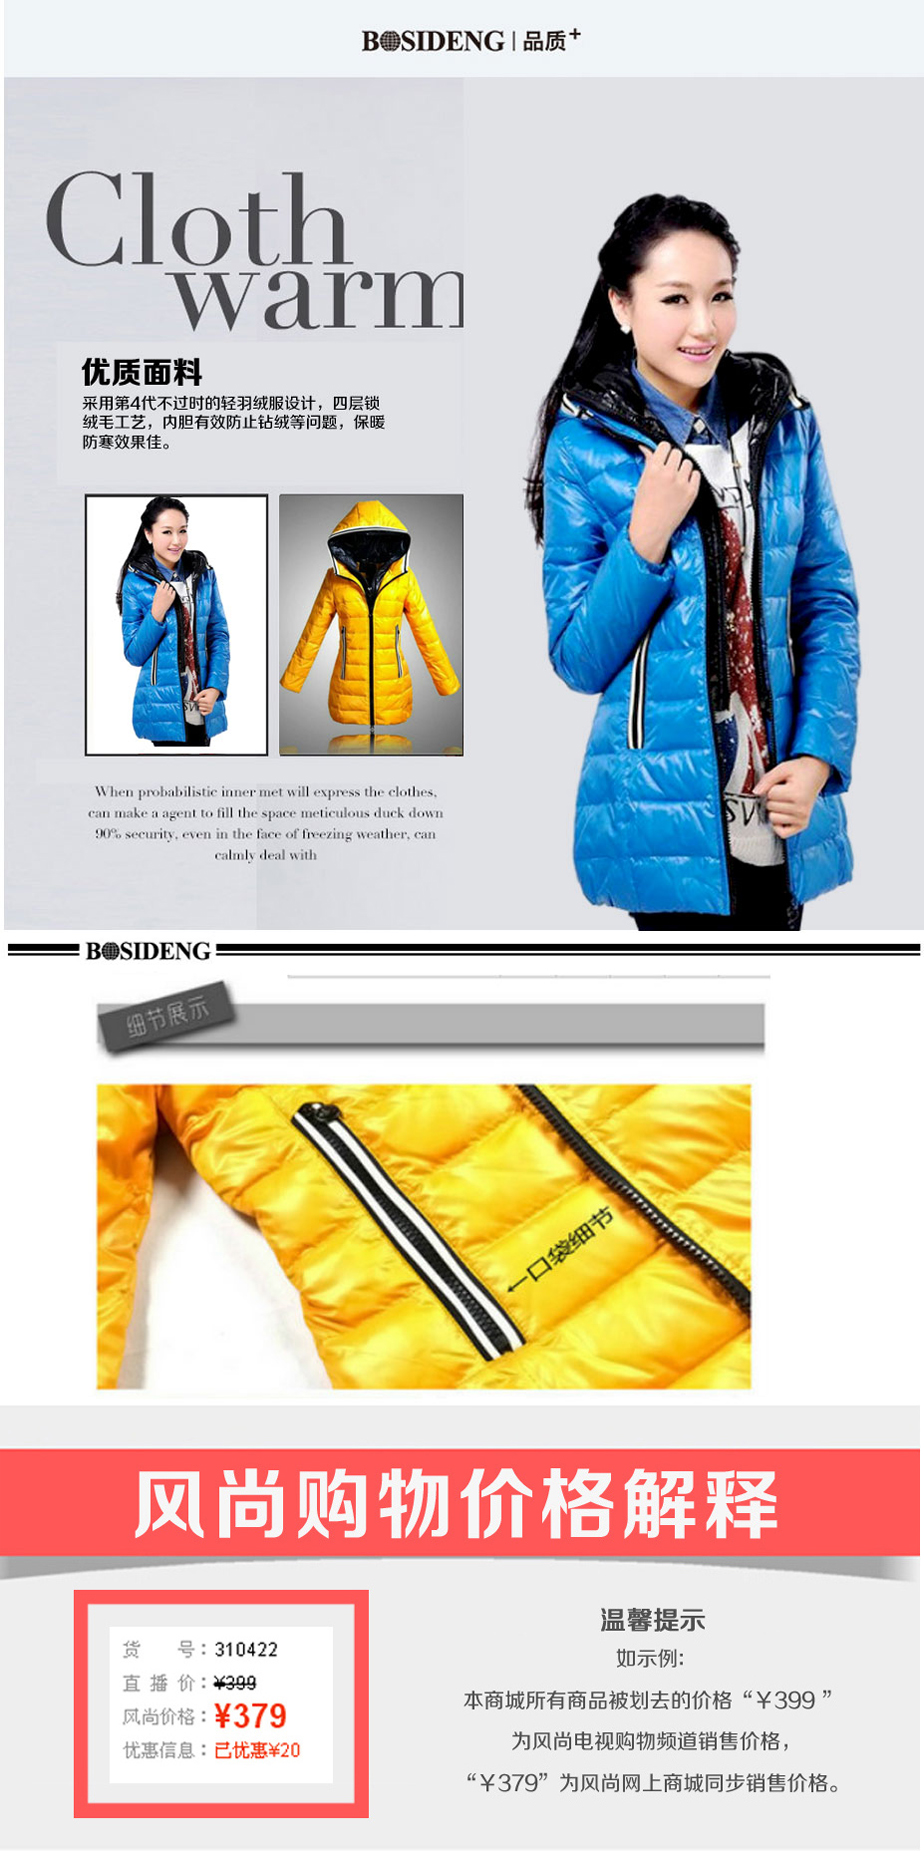 BOSIDENG | 品质+
Cloth
warm
优质面料
采用第4代不过时的轻羽绒服设计，四层锁
绒毛工艺，内胆有效防止钻绒等问题，保暖
防寒效果佳。
When probabilistic inner met will express the clothes,
can make a agent to fill the space meticulous duck down
90% security, even in the face of freezing weather, can
calmly deal with
BOSIDENG
细节展示
←口袋细节
风尚购物价格解释
货 号：310422
直 播 价：¥399
风尚价格：¥379
优惠信息：已优惠¥20
温馨提示
如示例：
本商城所有商品被划去的价格“￥399 ”
为风尚电视购物频道销售价格，
“￥379”为风尚网上商城同步销售价格。